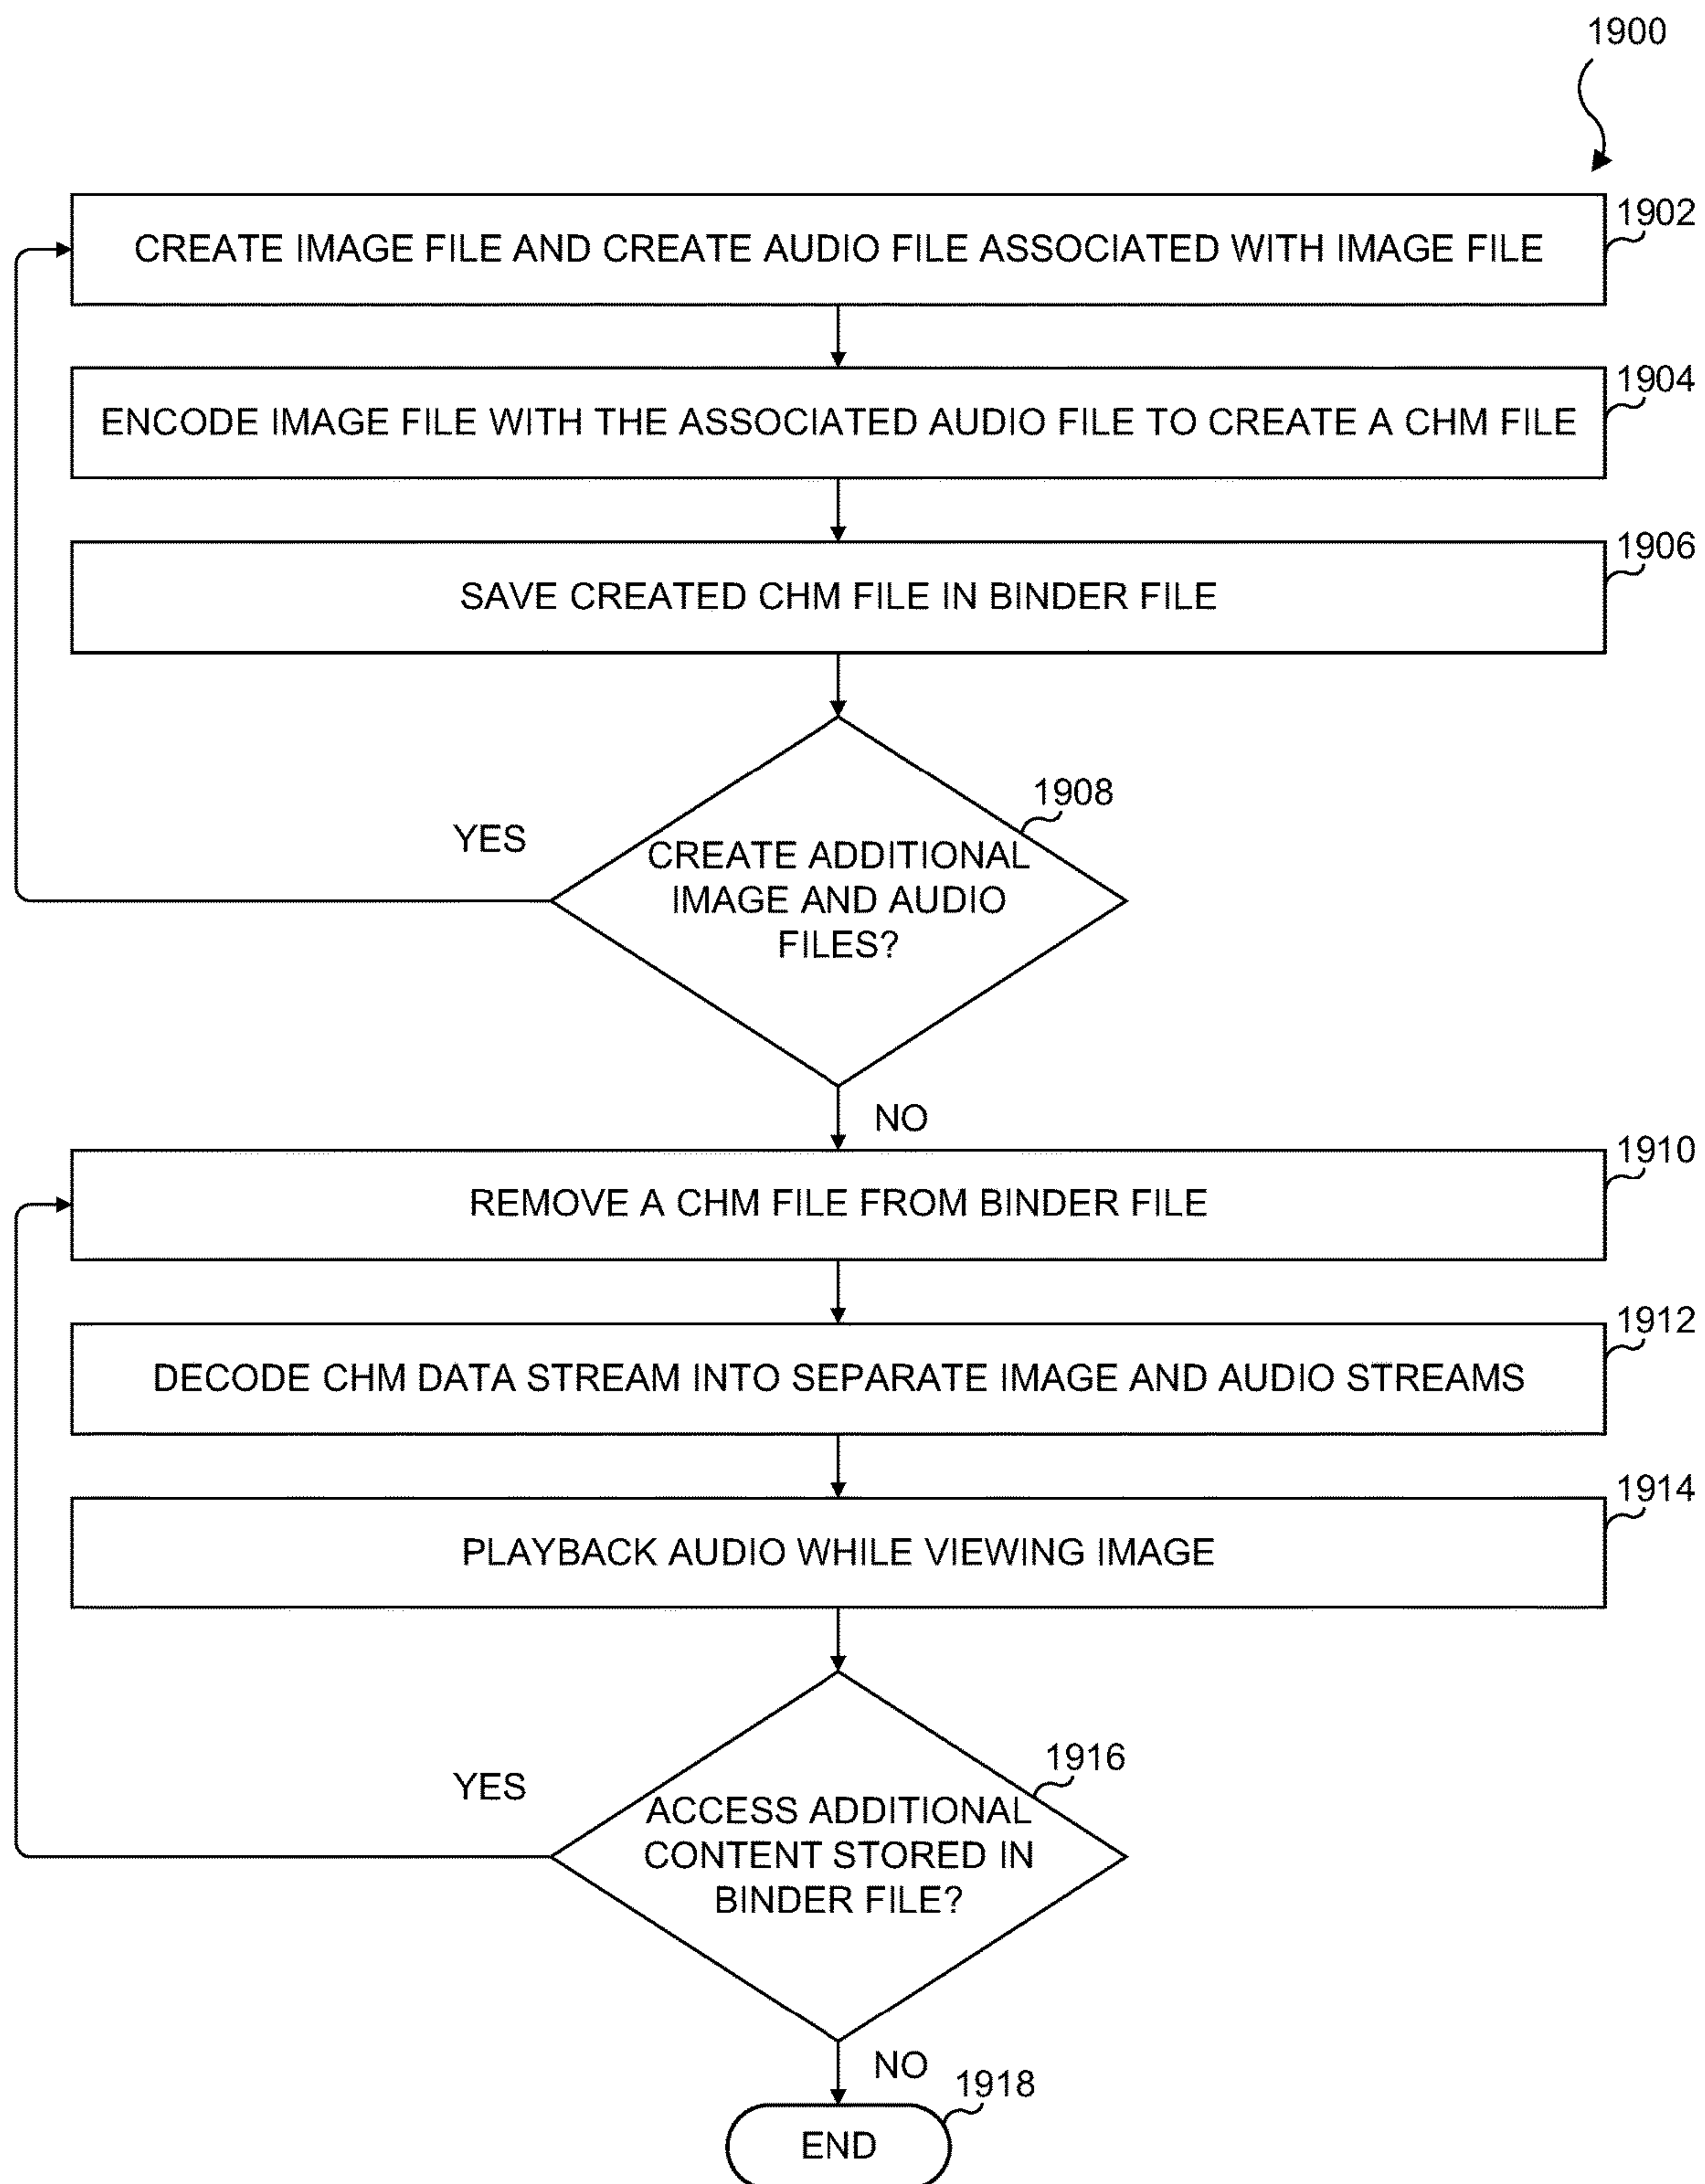 1900
1902
CREATE IMAGE FILE AND CREATE AUDIO FILE ASSOCIATED WITH IMAGE FILE
1904
ENCODE IMAGE FILE WITH THE ASSOCIATED AUDIO FILE TO CREATE A CHM FILE
1906
SAVE CREATED CHM FILE IN BINDER FILE
1908
YES
CREATE ADDITIONAL
IMAGE AND AUDIO
FILES?
NO
1910
REMOVE A CHM FILE FROM BINDER FILE
1912
DECODE CHM DATA STREAM INTO SEPARATE IMAGE AND AUDIO STREAMS
1914
PLAYBACK AUDIO WHILE VIEWING IMAGE
1916
YES
ACCESS ADDITIONAL
CONTENT STORED IN
BINDER FILE?
NO
1918
END